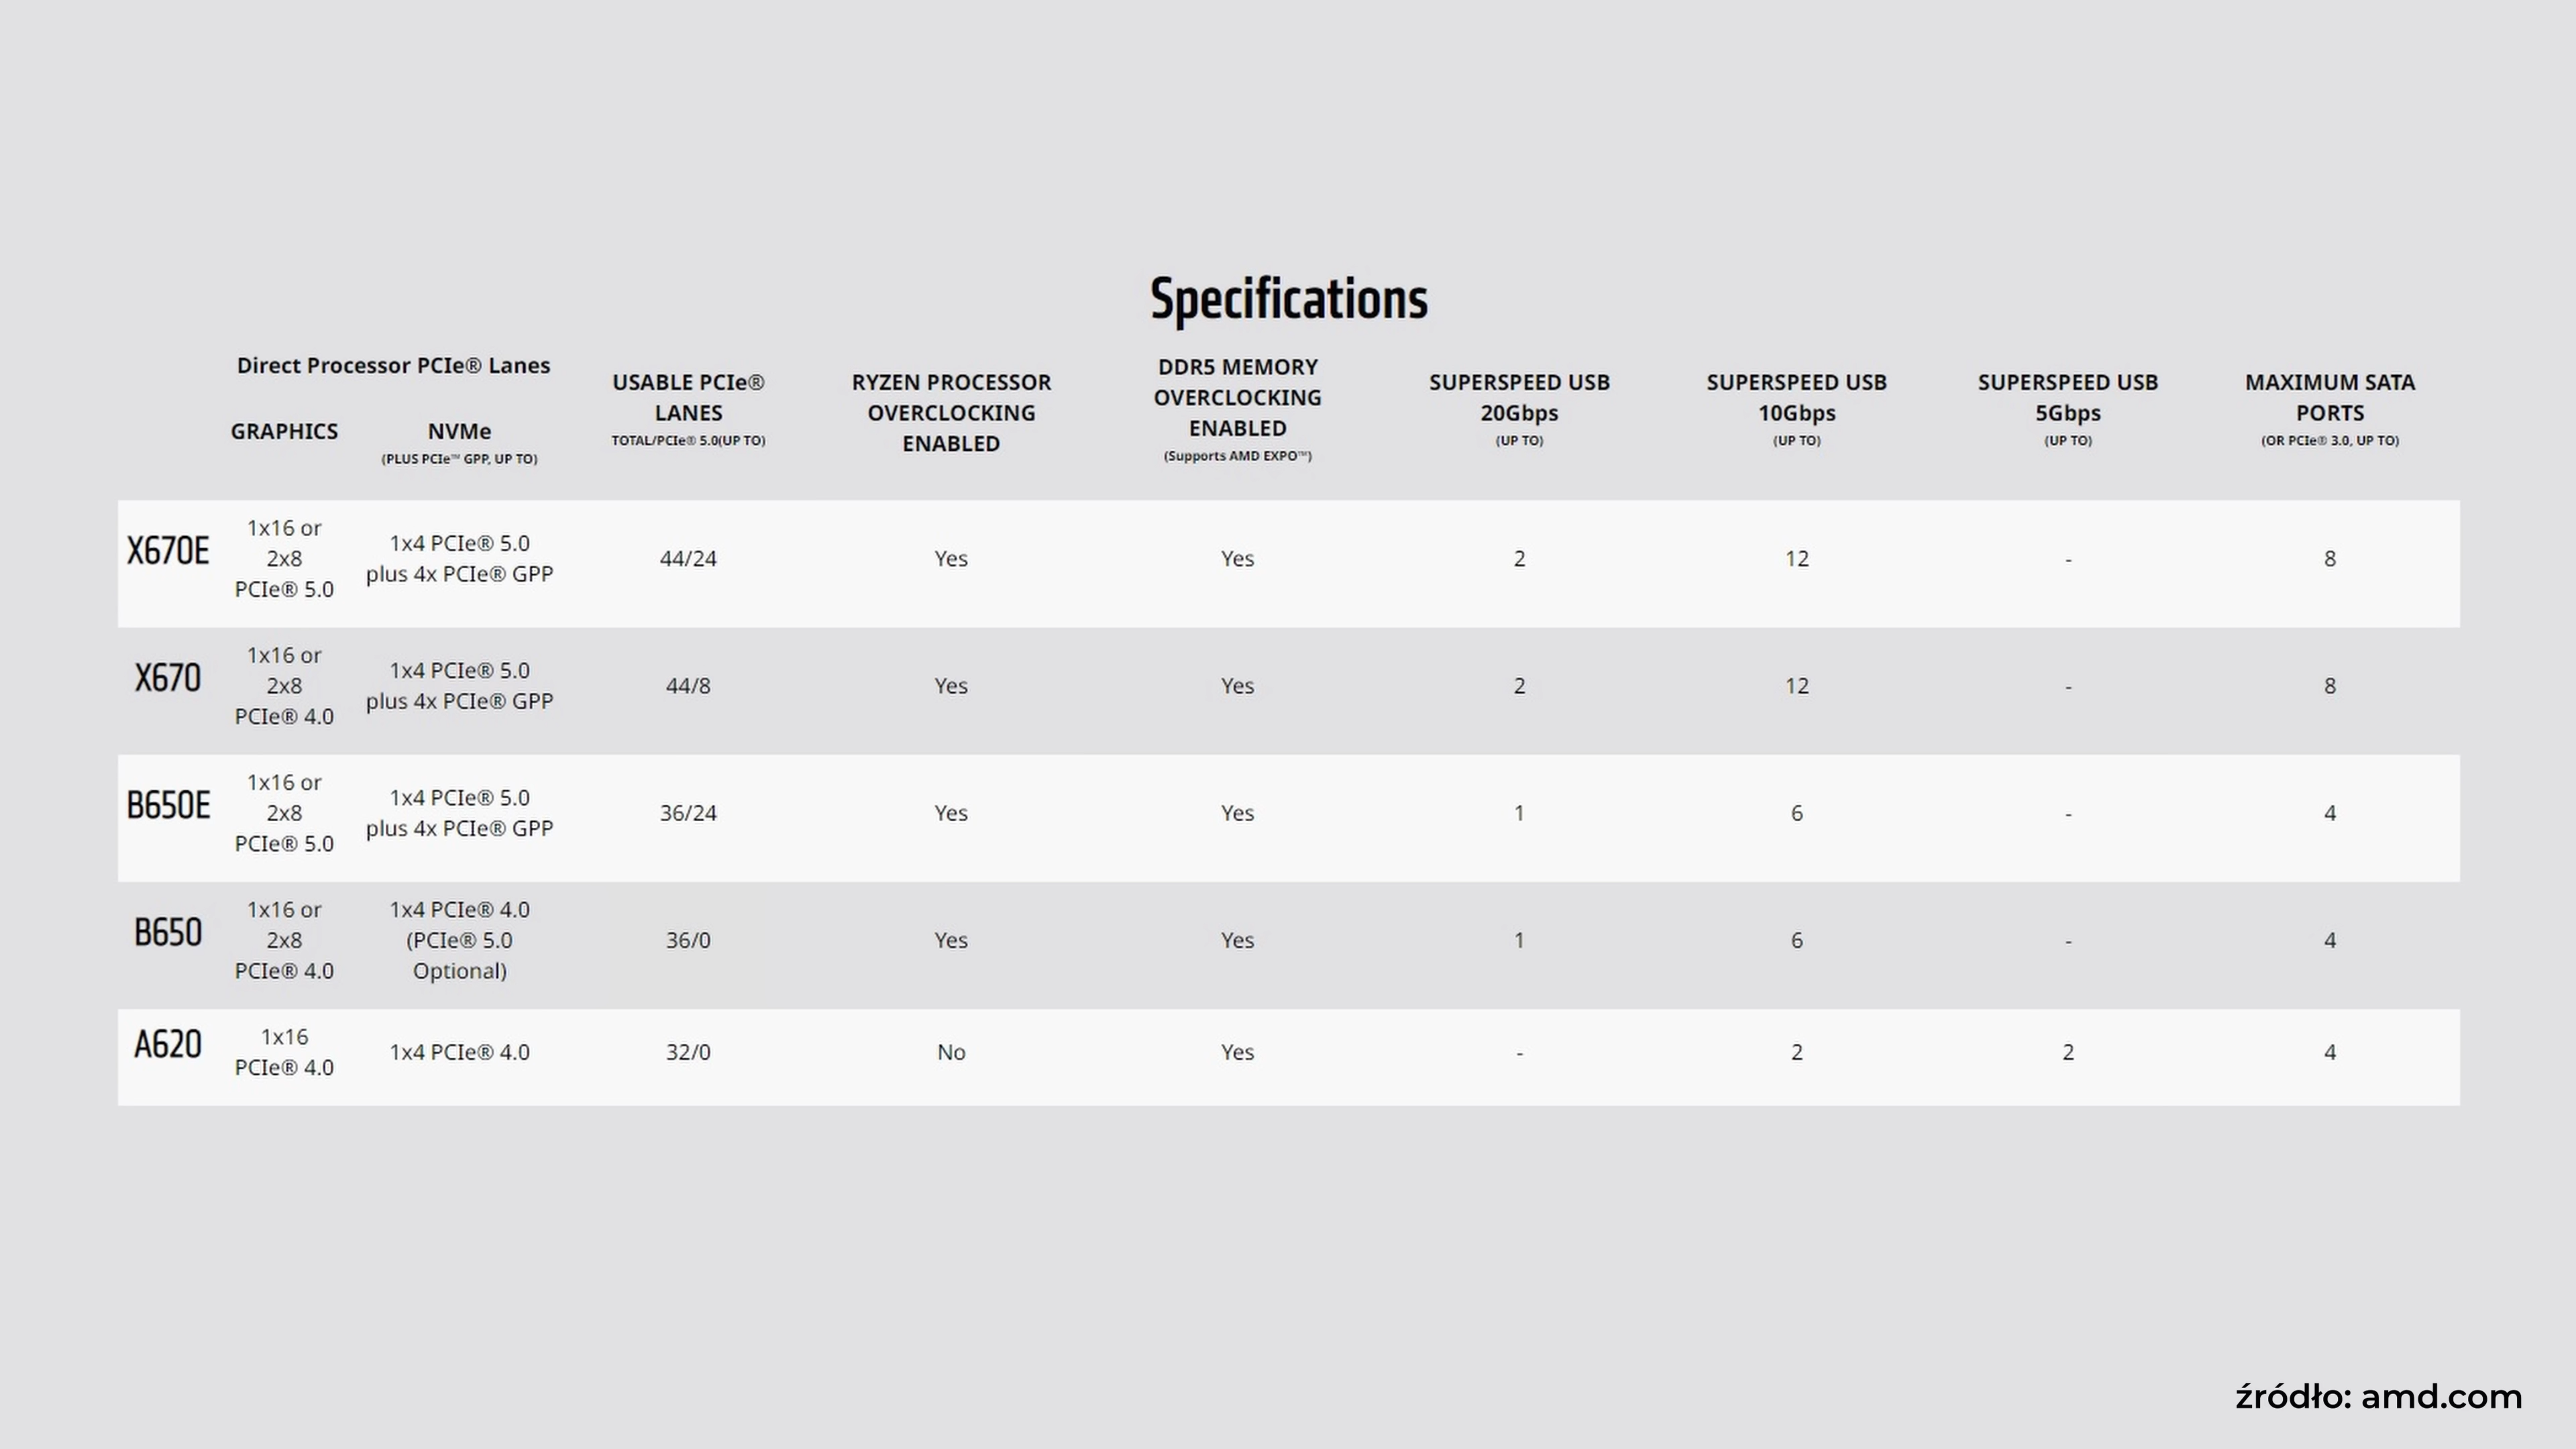 Specifications
Direct Processor PCIe® Lanes
GRAPHICS
NVMe
(PLUS PCIe™ GPP, UP TO)
USABLE PCIe®
LANES
TOTAL/PCIe® 5.0(UP TO)
RYZEN PROCESSOR
OVERCLOCKING
ENABLED
DDR5 MEMORY
OVERCLOCKING
ENABLED
(Supports AMD EXPO™)
SUPERSPEED USB
20Gbps
(UP TO)
SUPERSPEED USB
10Gbps
(UP TO)
SUPERSPEED USB
5Gbps
(UP TO)
MAXIMUM SATA
PORTS
(OR PCIe® 3.0, UP TO)
X670E
1x16 or
2x8
PCIe® 5.0
1x4 PCIe® 5.0
plus 4x PCIe® GPP
44/24
Yes
Yes
2
12
-
8
X670
1x16 or
2x8
PCIe® 4.0
1x4 PCIe® 5.0
plus 4x PCIe® GPP
44/8
Yes
Yes
2
12
-
8
B650E
1x16 or
2x8
PCIe® 5.0
1x4 PCIe® 5.0
plus 4x PCIe® GPP
36/24
Yes
Yes
1
6
-
4
B650
1x16 or
2x8
PCIe® 4.0
1x4 PCIe® 4.0
(PCIe® 5.0
Optional)
36/0
Yes
Yes
1
6
-
4
A620
1x16
PCIe® 4.0
1x4 PCIe® 4.0
32/0
No
Yes
-
2
2
4
źródło: amd.com